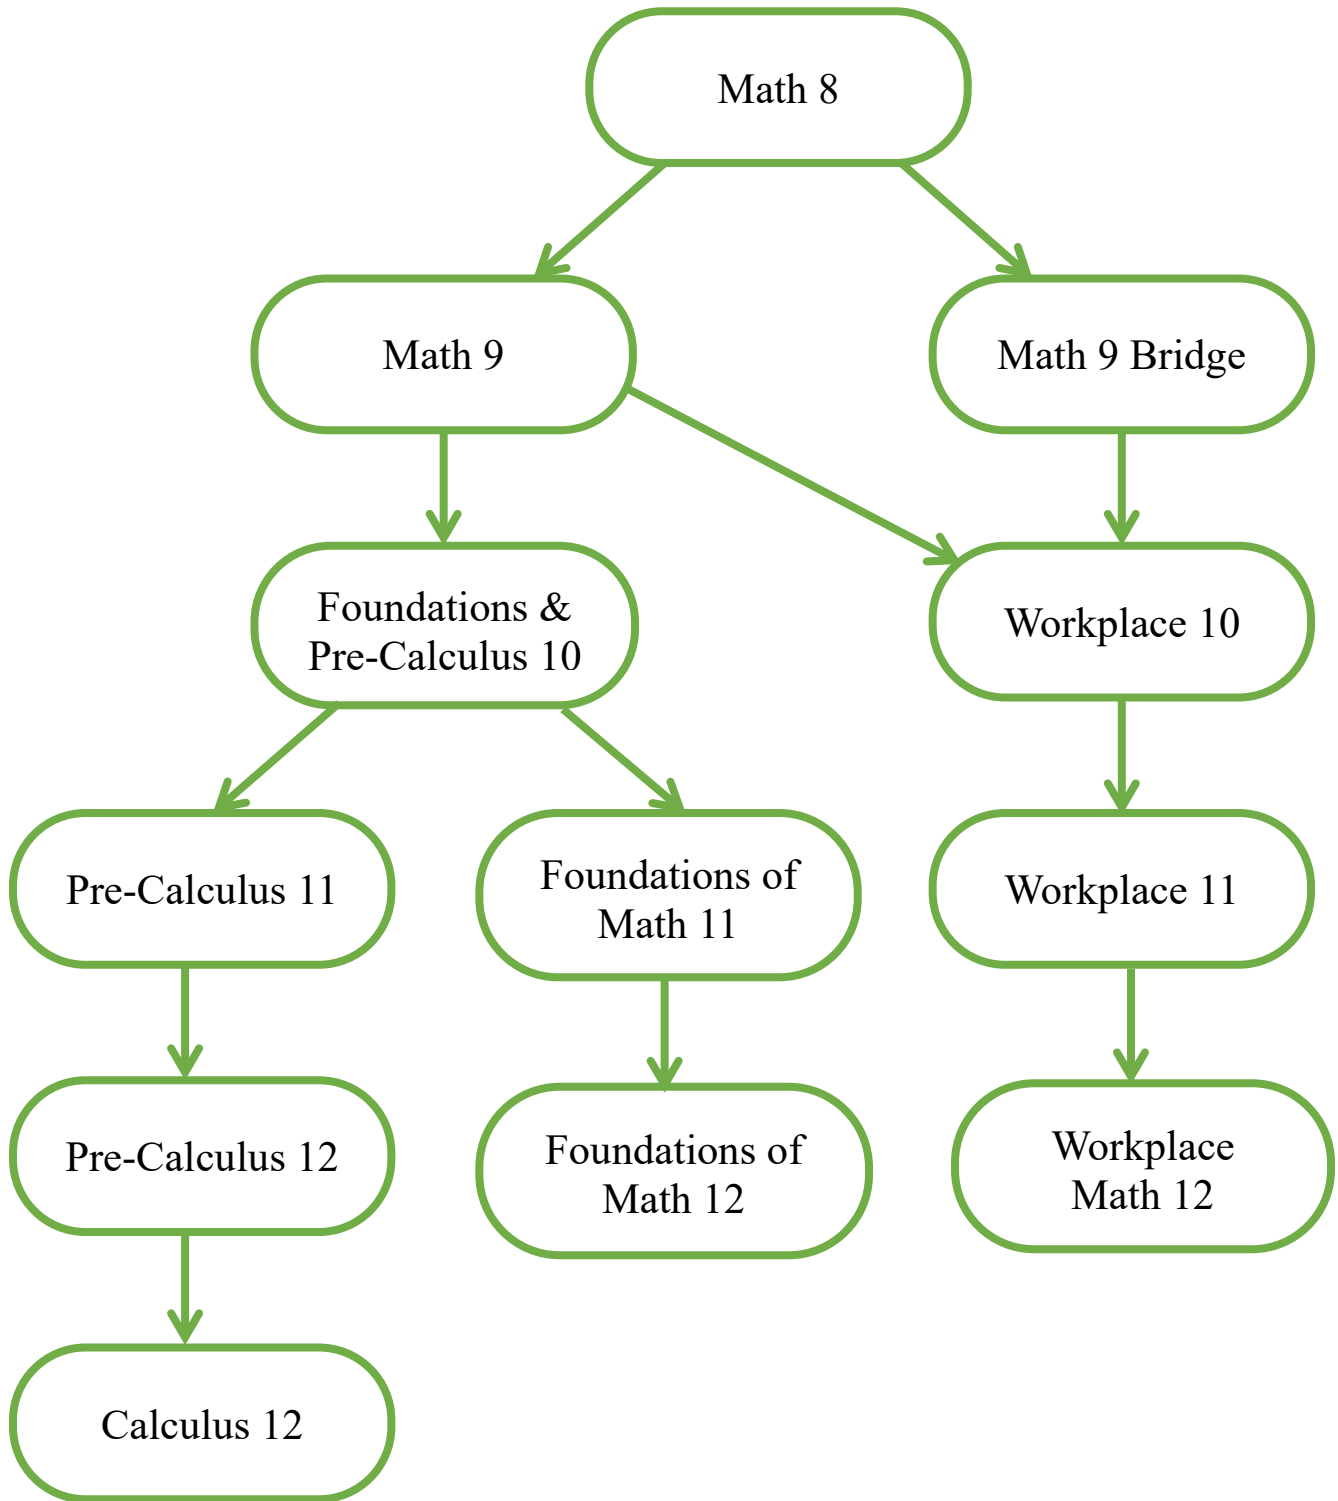 Math 8
Math 9
Math 9 Bridge
Foundations &
Pre-Calculus 10
Workplace 10
Pre-Calculus 11
Foundations of
Math 11
Workplace 11
Pre-Calculus 12
Foundations of
Math 12
Workplace
Math 12
Calculus 12